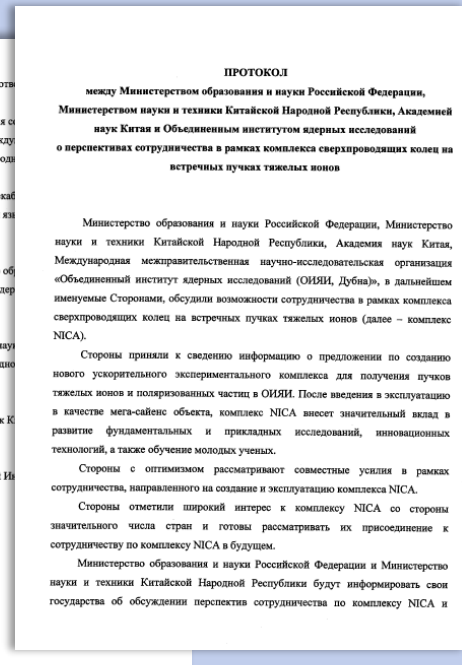 ПРОТОКОЛ
между Министерством образования и науки Российской Федерации,
Министерством науки и техники Китайской Народной Республики, Академией
наук Китая и Объединенным институтом ядерных исследований
о перспективах сотрудничества в рамках комплекса сверхпроводящих колец на
встречных пучках тяжелых ионов
Министерство образования и науки Российской Федерации, Министерство
науки и техники Китайской Народной Республики, Академия наук Китая,
Международная межправительственная научно-исследовательская организация
«Объединенный институт ядерных исследований (ОИЯИ, Дубна)», в дальнейшем
именуемые Сторонами, обсудили возможности сотрудничества в рамках комплекса
сверхпроводящих колец на встречных пучках тяжелых ионов (далее – комплекс
NICA).
Стороны приняли к сведению информацию о предложении по созданию
нового ускорительного экспериментального комплекса для получения пучков
тяжелых ионов и поляризованных частиц в ОИЯИ. После введения в эксплуатацию
в качестве мега-сайенс объекта, комплекс NICA внесет значительный вклад в
развитие фундаментальных и прикладных исследований, инновационных
технологий, а также обучение молодых ученых.
Стороны с оптимизмом рассматривают совместные усилия в рамках
сотрудничества, направленного на создание и эксплуатацию комплекса NICA.
Стороны отметили широкий интерес к комплексу NICA со стороны
значительного числа стран и готовы рассматривать их присоединение к
сотрудничеству по комплексу NICA в будущем.
Министерство образования и науки Российской Федерации и Министерство
науки и техники Китайской Народной Республики будут информировать свои
государства об обсуждении перспектив сотрудничества по комплексу NICA и